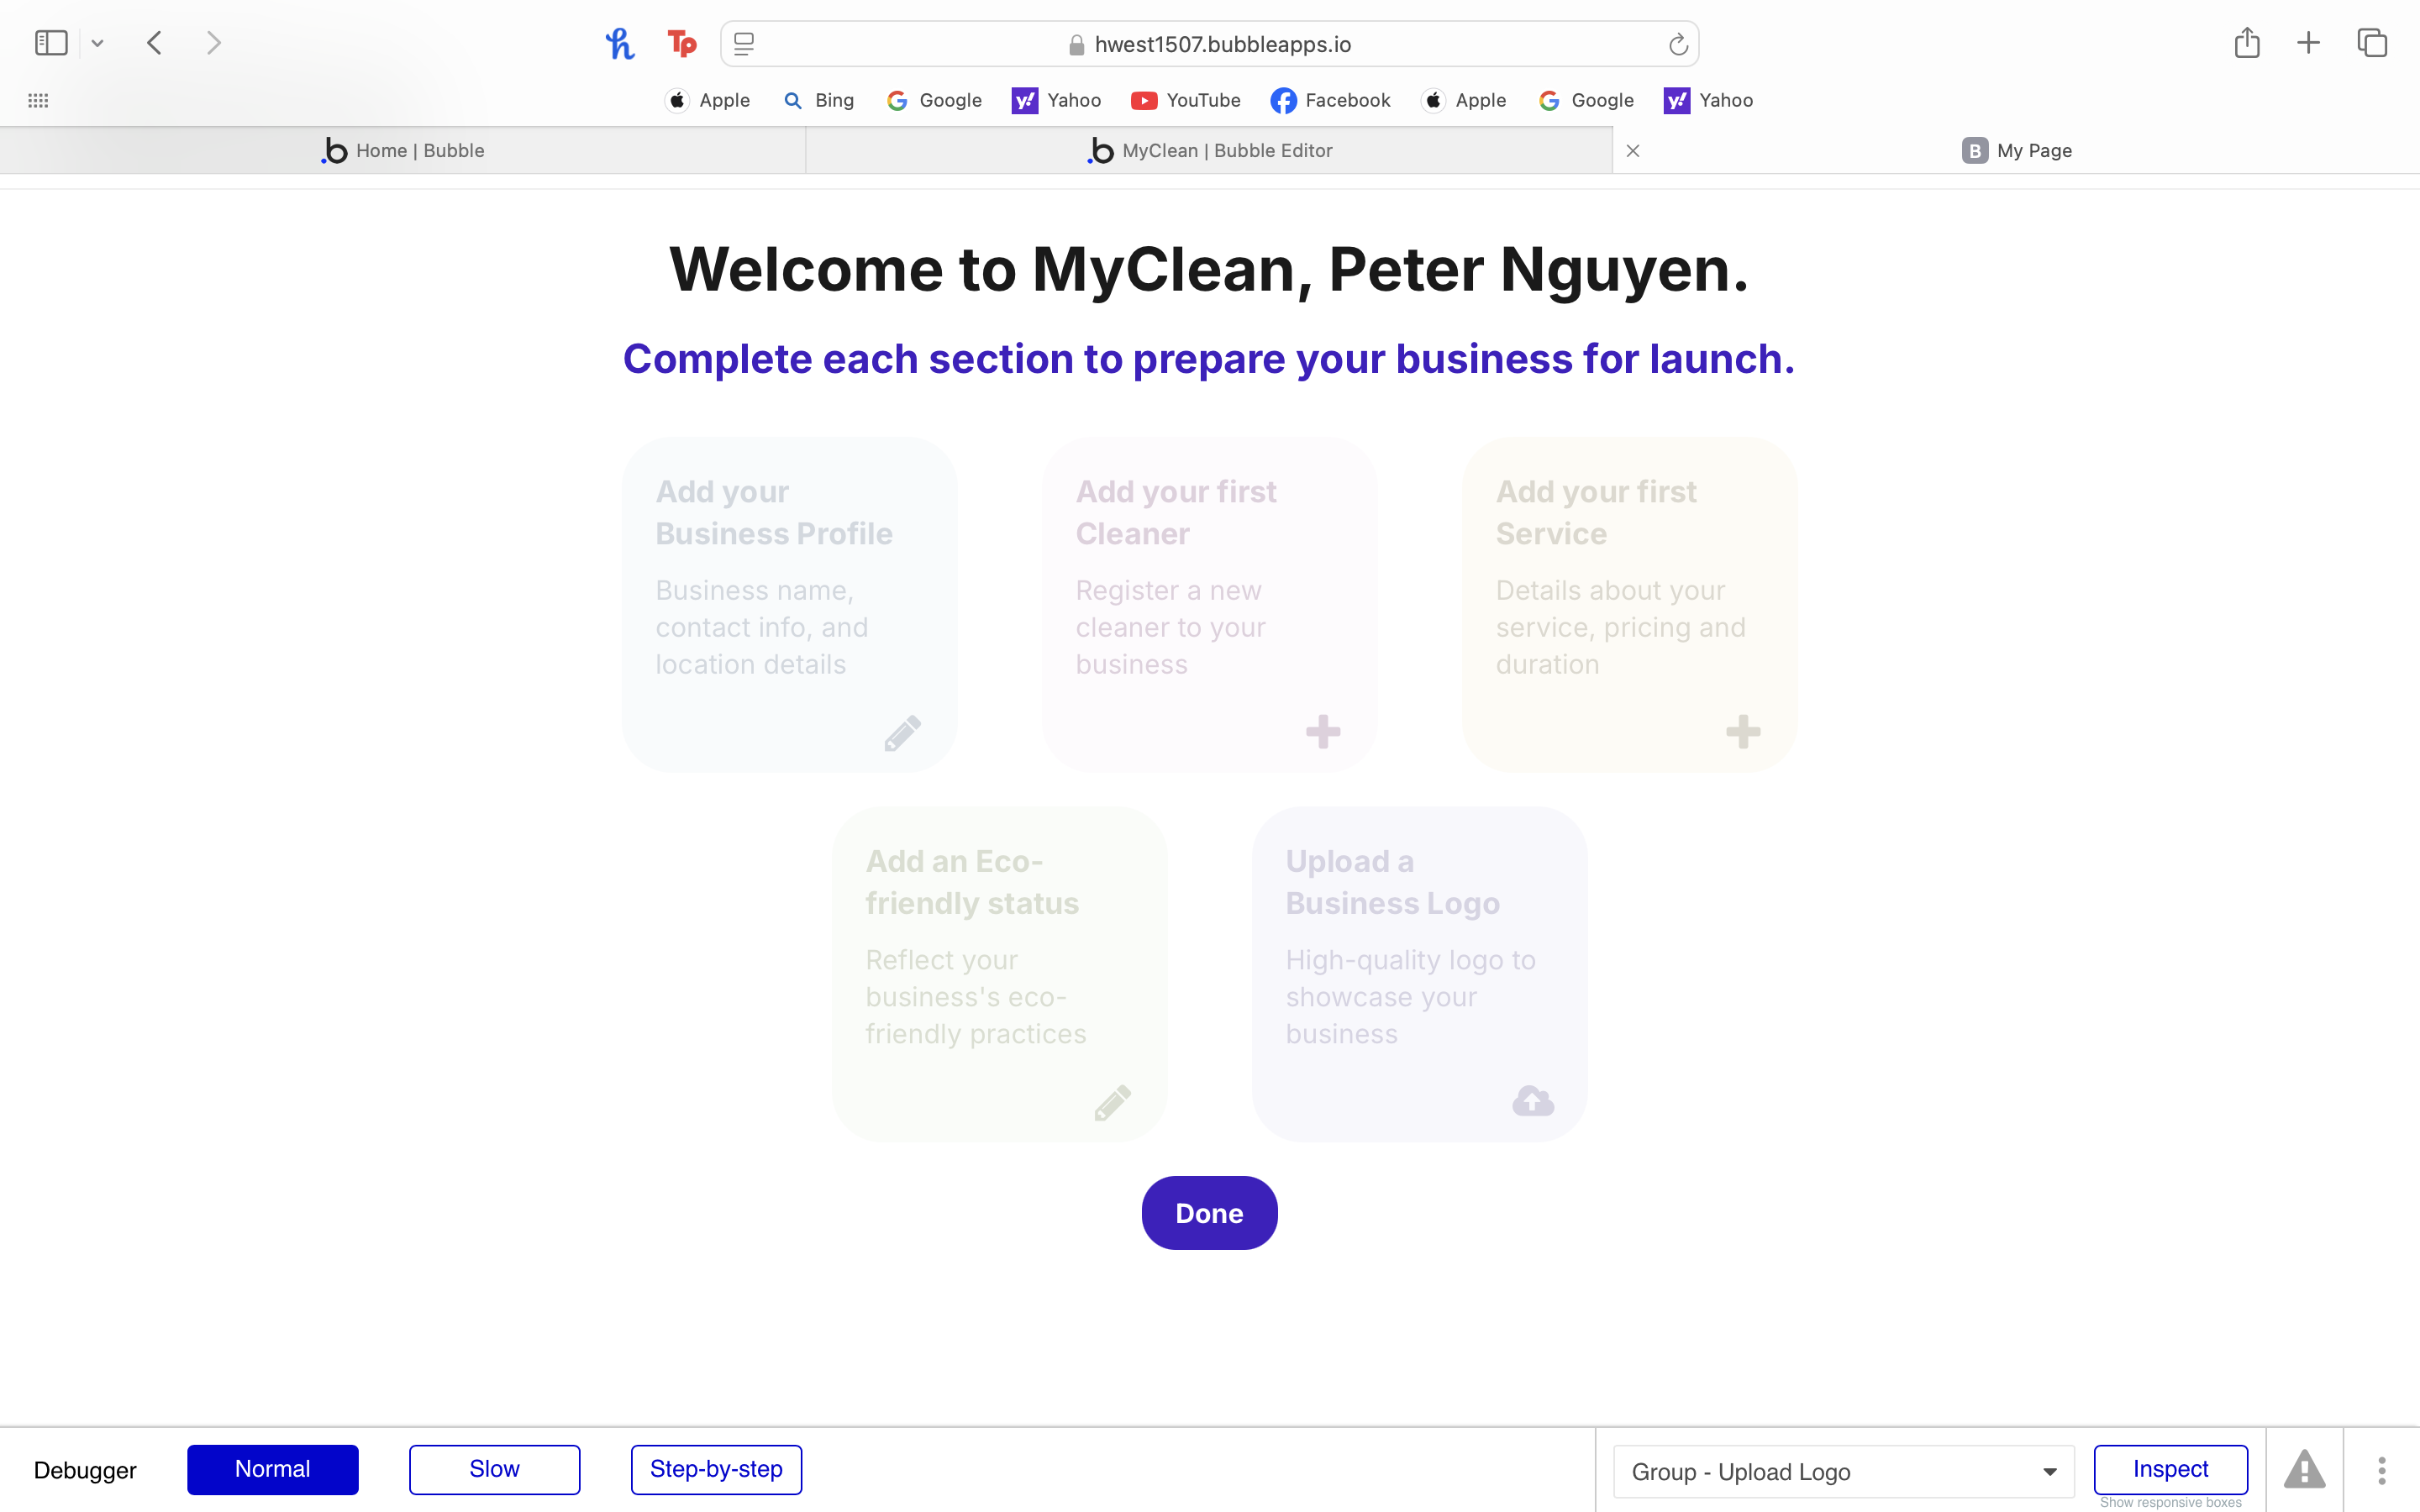 hwest1507.bubbleapps.io
Apple Bing Google Yahoo YouTube Facebook Apple Google Yahoo
Home | Bubble MyClean | Bubble Editor My Page
Welcome to MyClean, Peter Nguyen.
Complete each section to prepare your business for launch.
Add your
Business Profile
Business name,
contact info, and
location details
Add your first
Cleaner
Register a new
cleaner to your
business
Add your first
Service
Details about your
service, pricing and
duration
Add an Eco-
friendly status
Reflect your
business's eco-
friendly practices
Upload a
Business Logo
High-quality logo to
showcase your
business
Done
Debugger Normal Slow Step-by-step Group - Upload Logo Inspect
Show responsive boxes